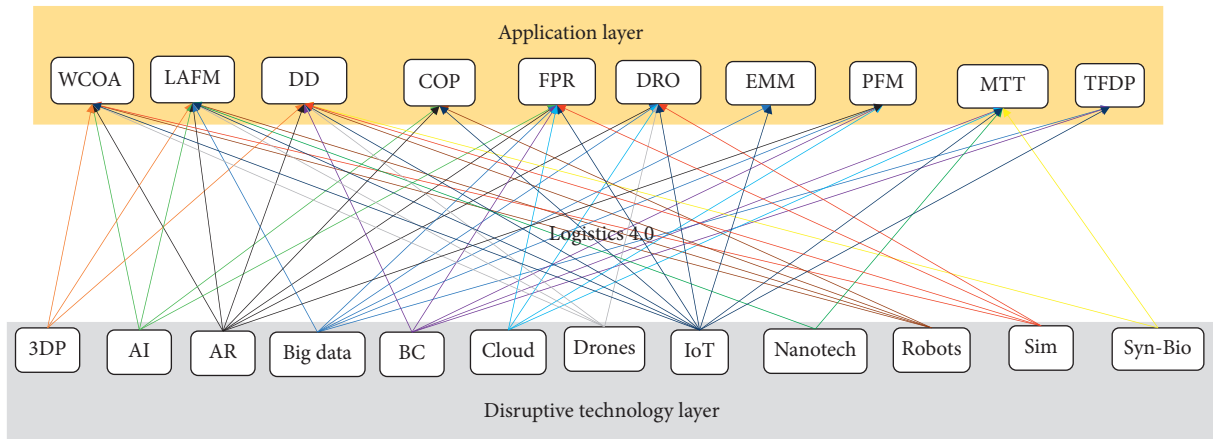 Application layer
WCOA
LAFM
DD
COP
FPR
DRO
EMM
PFM
MTT
TFDP
Logistics 4.0
3DP
AI
AR
Big data
BC
Cloud
Drones
IoT
Nanotech
Robots
Sim
Syn-Bio
Disruptive technology layer